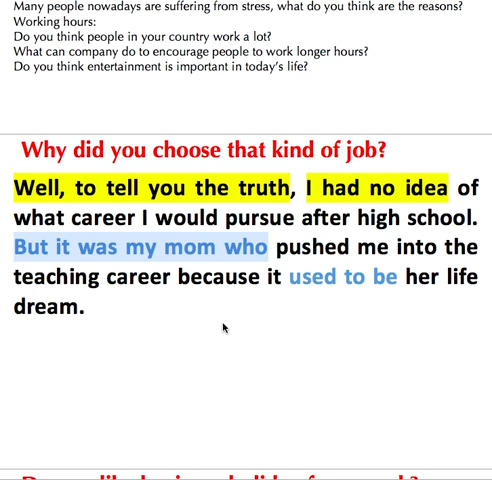 Many people nowadays are suffering from stress, what do you think are the reasons?
Working hours:
Do you think people in your country work a lot?
What can company do to encourage people to work longer hours?
Do you think entertainment is important in today's life?
Why did you choose that kind of job?
Well, to tell you the truth, I had no idea of
what career I would pursue after high school.
But it was my mom who pushed me into the
teaching career because it used to be her life
dream.